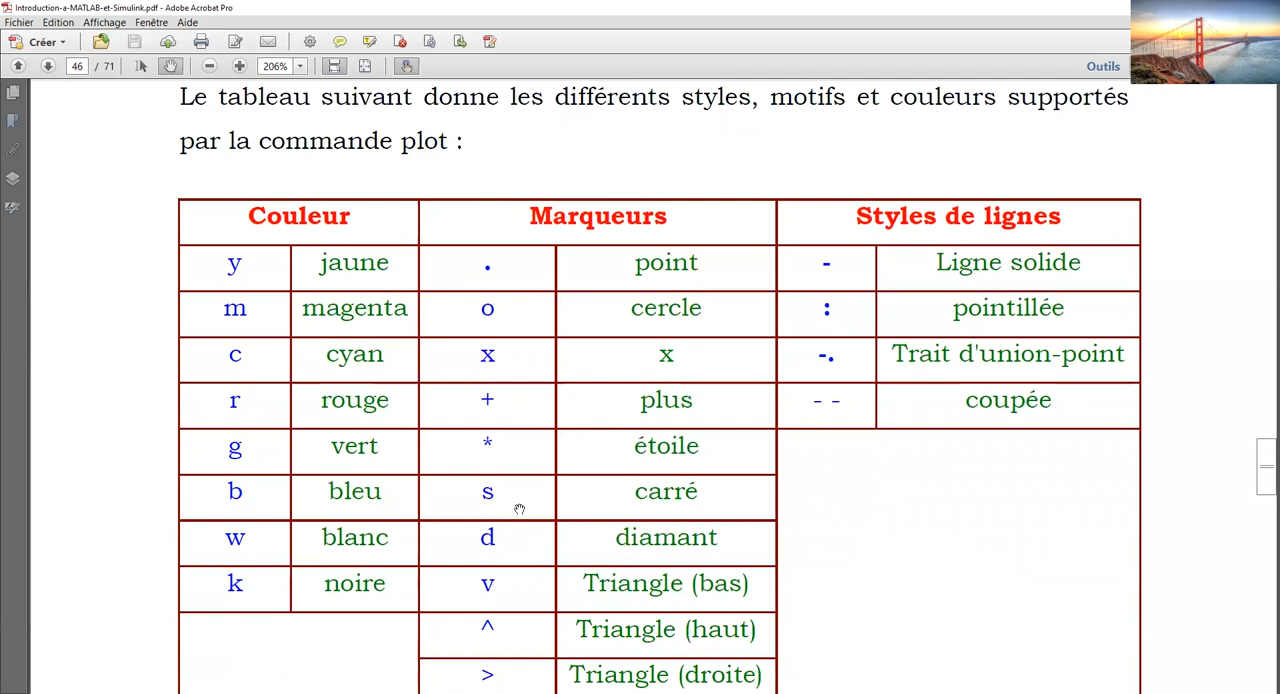 Introduction-a-MATLAB-et-Simulink.pdf - Adobe Acrobat Pro
Fichier Edition Affichage Fenêtre Aide
Créer
46 / 71 206% Outils
Le tableau suivant donne les différents styles, motifs et couleurs supportés
par la commande plot :
Couleur Marqueurs Styles de lignes
y jaune . point - Ligne solide
m magenta o cercle : pointillée
c cyan x x -. Trait d'union-point
r rouge + plus - - coupée
g vert * étoile
b bleu s carré
w blanc d diamant
k noire v Triangle (bas)
^ Triangle (haut)
> Triangle (droite)